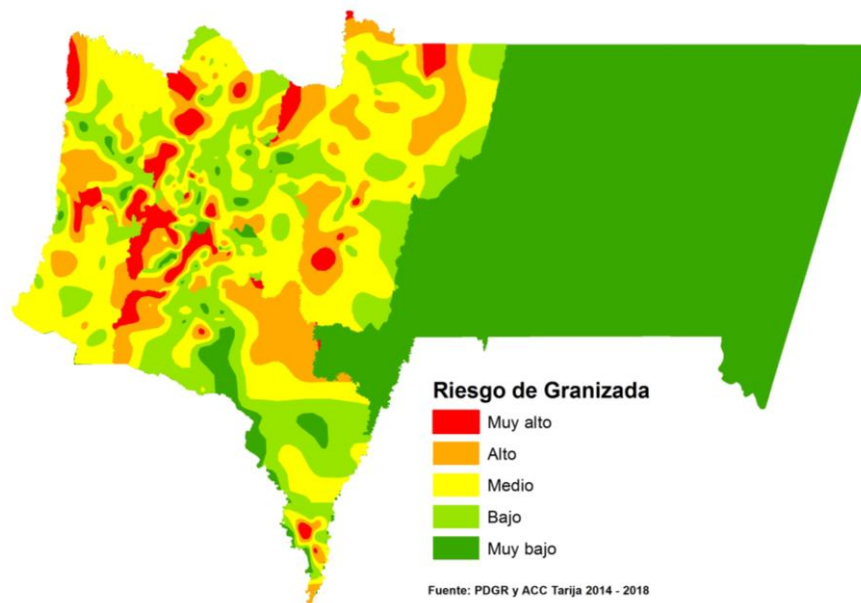 Riesgo de Granizada
Muy alto
Alto
Medio
Bajo
Muy bajo
Fuente: PDGR y ACC Tarija 2014 - 2018